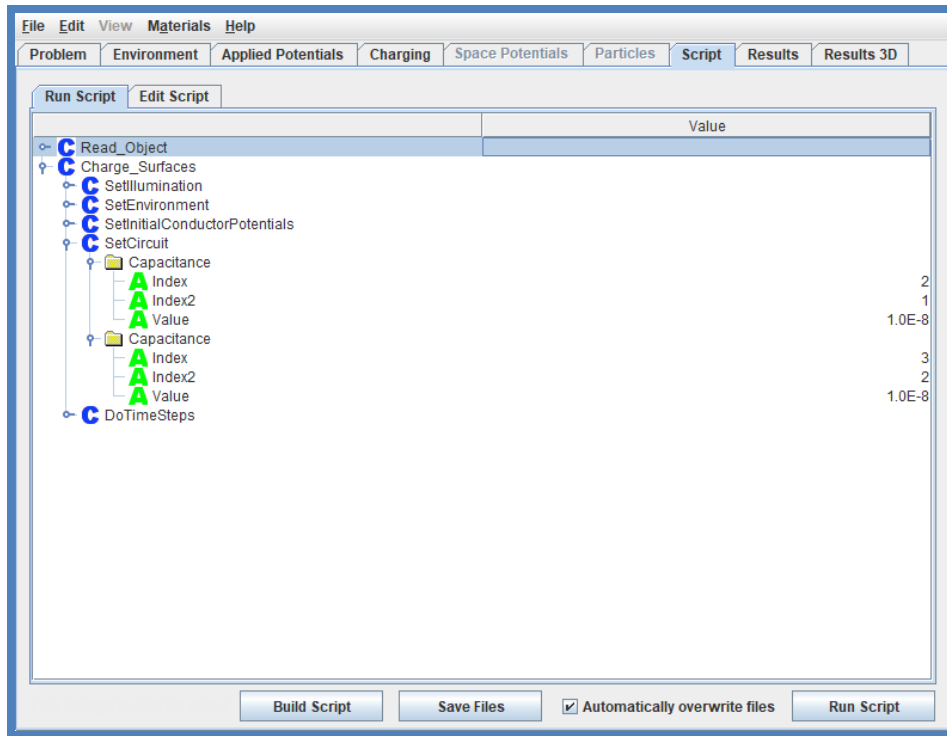 File Edit View Materials Help
Problem Environment Applied Potentials Charging Space Potentials Particles Script Results Results 3D
Run Script Edit Script
Value
C Read_Object
C Charge_Surfaces
C SetIllumination
C SetEnvironment
C SetInitialConductorPotentials
C SetCircuit
Capacitance
A Index 2
A Index2 1
A Value 1.0E-8
Capacitance
A Index 3
A Index2 2
A Value 1.0E-8
C DoTimeSteps
Build Script Save Files Automatically overwrite files Run Script